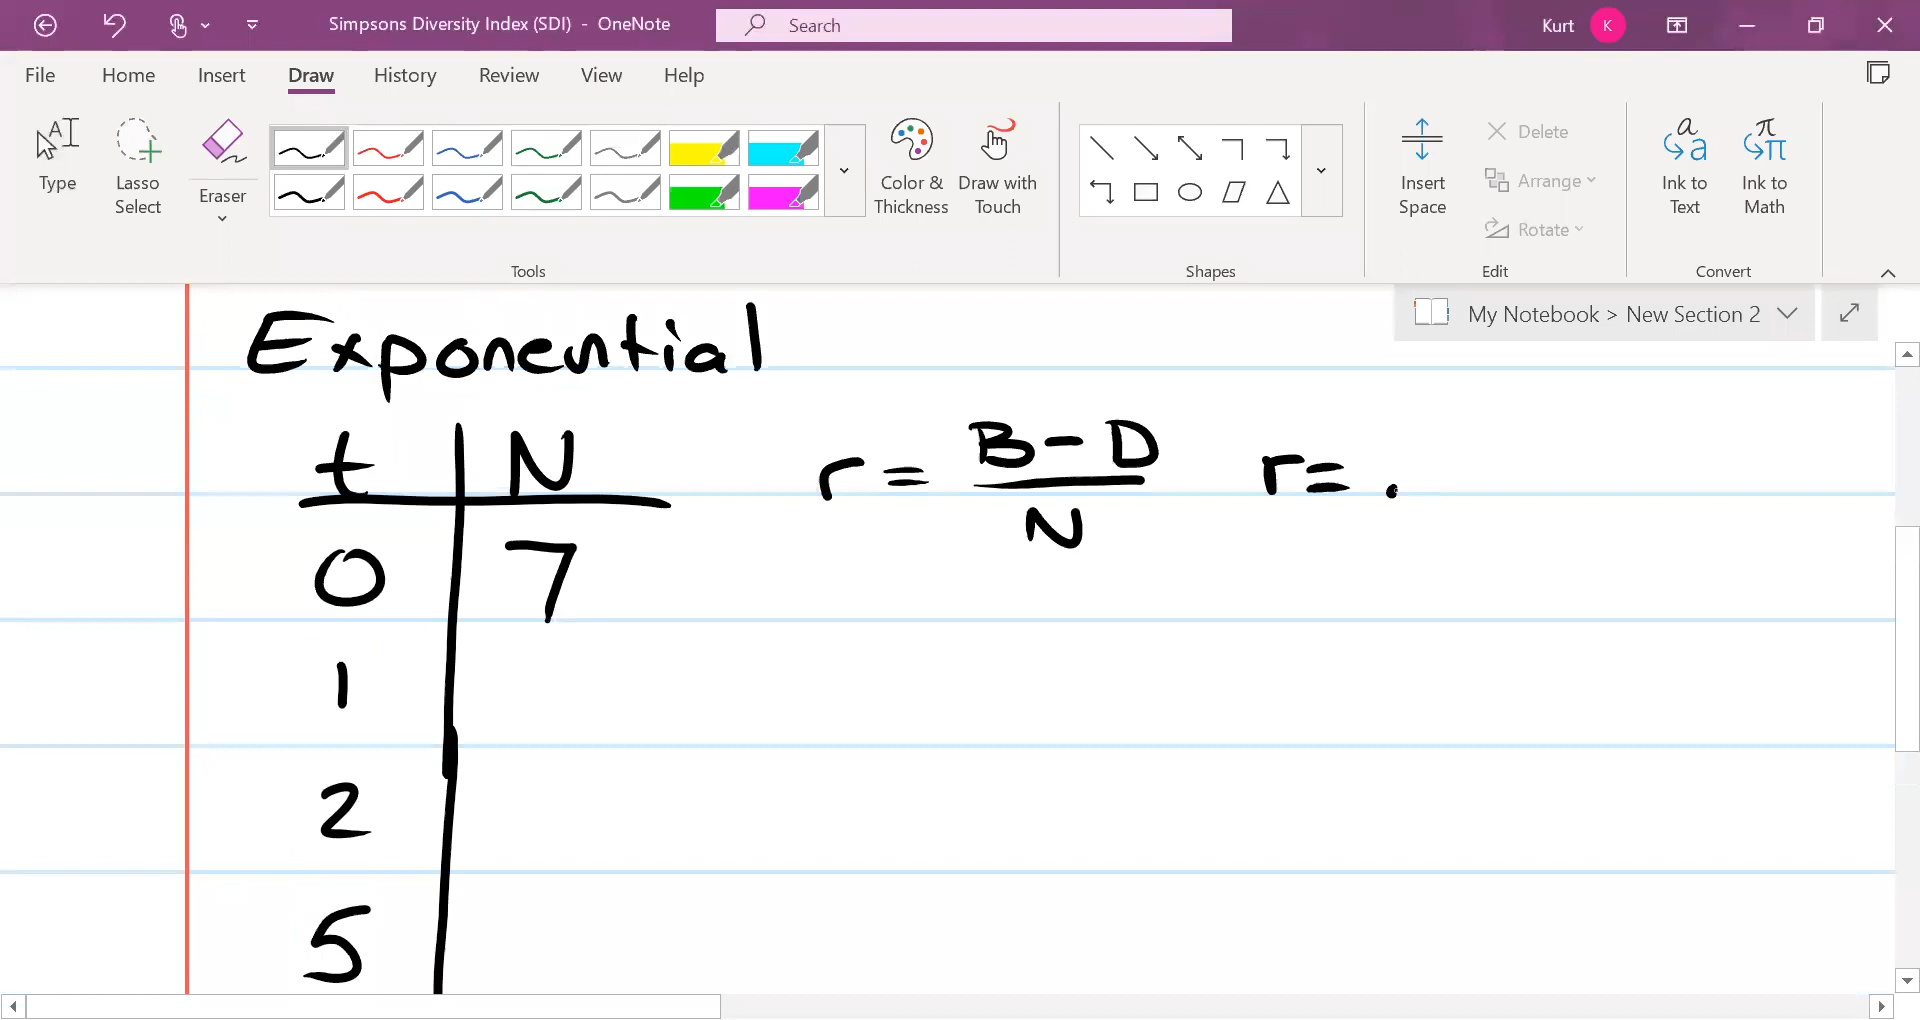 Simpsons Diversity Index (SDI) - OneNote
Search
Kurt
K
File Home Insert Draw History Review View Help
Type
Lasso Select
Eraser
Color & Thickness
Draw with Touch
Insert Space
Delete
Arrange
Rotate
Ink to Text
Ink to Math
Tools
Shapes
Edit
Convert
My Notebook > New Section 2
Exponential
t N
r = B - D / N r = .
0 7
1
2
5